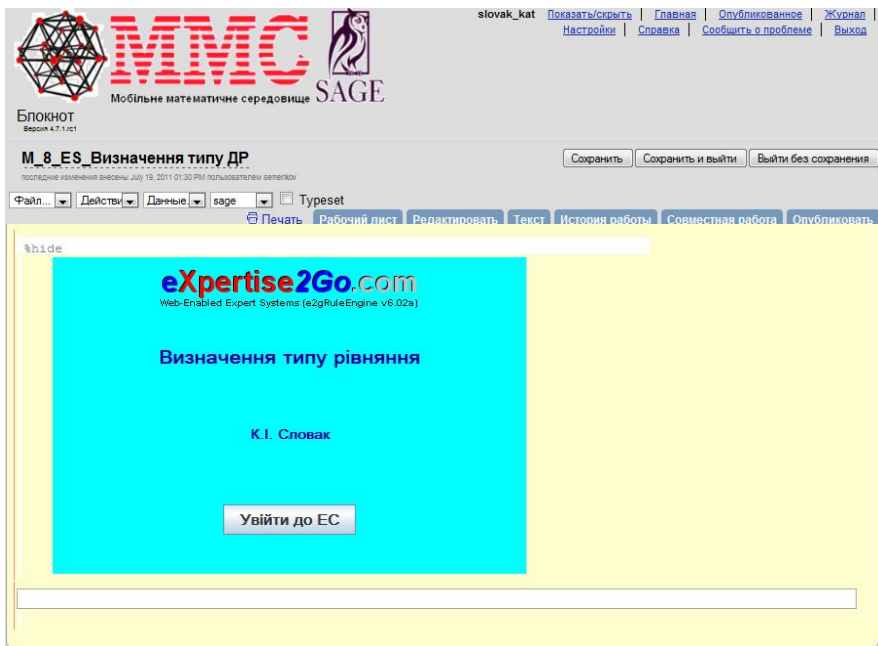 slovak_kat Показать/скрыть | Главная | Опубликованное | Журнал |
Настройки | Справка | Сообщить о проблеме | Выход
ММС
Мобільне математичне середовище SAGE
Блокнот
Версия 4.7.1.rc1
M_8_ES_Визначення типу ДР
Сохранить Сохранить и выйти Выйти без сохранения
последние изменения внесены July 19, 2011 01:30 PM пользователем semerikov
Файл... Действи Данные. sage Typeset
Печать Рабочий лист Редактировать Текст История работы Совместная работа Опубликовать
%hide
eXpertise2Go.com
Web-Enabled Expert Systems (e2gRuleEngine v6.02a)
Визначення типу рівняння
К.І. Словак
Увійти до ЕС